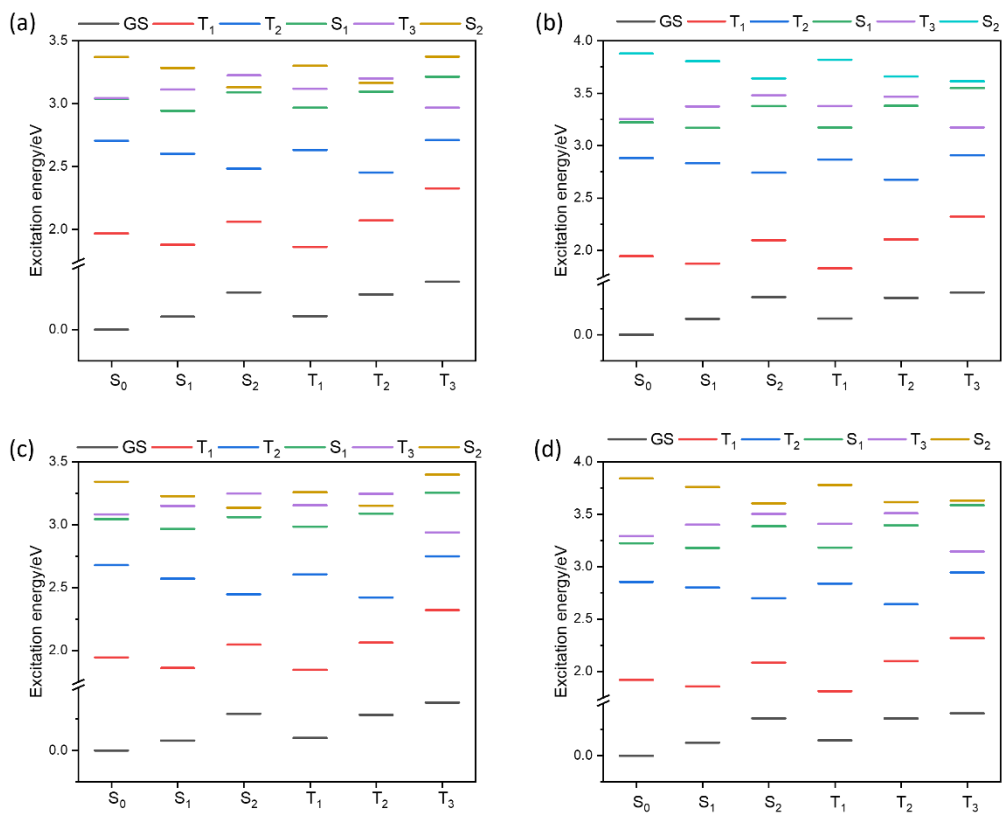 (a)
GS T₁ T₂ S₁ T₃ S₂
3.5
3.0
2.5
2.0
0.0
Excitation energy/eV
S₀ S₁ S₂ T₁ T₂ T₃
(b)
GS T₁ T₂ S₁ T₃ S₂
4.0
3.5
3.0
2.5
2.0
0.0
Excitation energy/eV
S₀ S₁ S₂ T₁ T₂ T₃
(c)
GS T₁ T₂ S₁ T₃ S₂
3.5
3.0
2.5
2.0
0.0
Excitation energy/eV
S₀ S₁ S₂ T₁ T₂ T₃
(d)
GS T₁ T₂ S₁ T₃ S₂
4.0
3.5
3.0
2.5
2.0
0.0
Excitation energy/eV
S₀ S₁ S₂ T₁ T₂ T₃